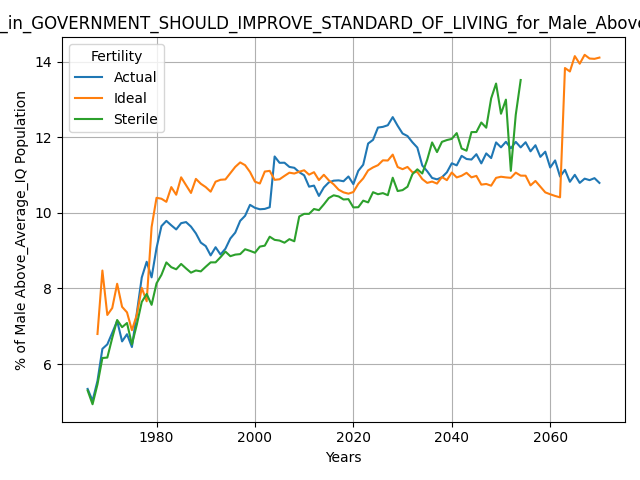 _in_GOVERNMENT_SHOULD_IMPROVE_STANDARD_OF_LIVING_for_Male_Above
Fertility
Actual
Ideal
Sterile
% of Male Above_Average_IQ Population
14
12
10
8
6
1980
2000
2020
2040
2060
Years